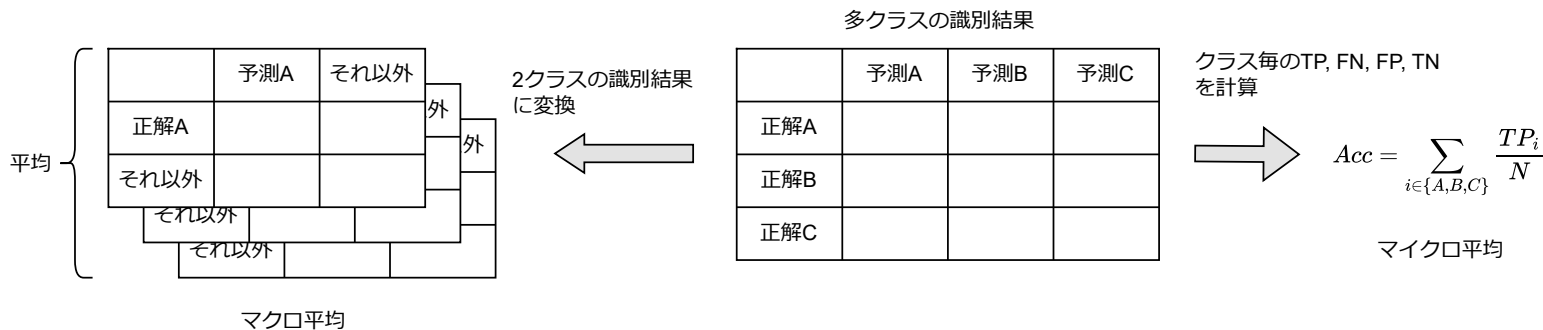 多クラスの識別結果
予測A それ以外
正解A
それ以外
外
外
それ以外
それ以外
平均
マクロ平均
2クラスの識別結果
に変換
予測A 予測B 予測C
正解A
正解B
正解C
クラス毎のTP, FN, FP, TN
を計算
Acc = \sum_{i∈\{A,B,C\}} \frac{TP_i}{N}
マイクロ平均